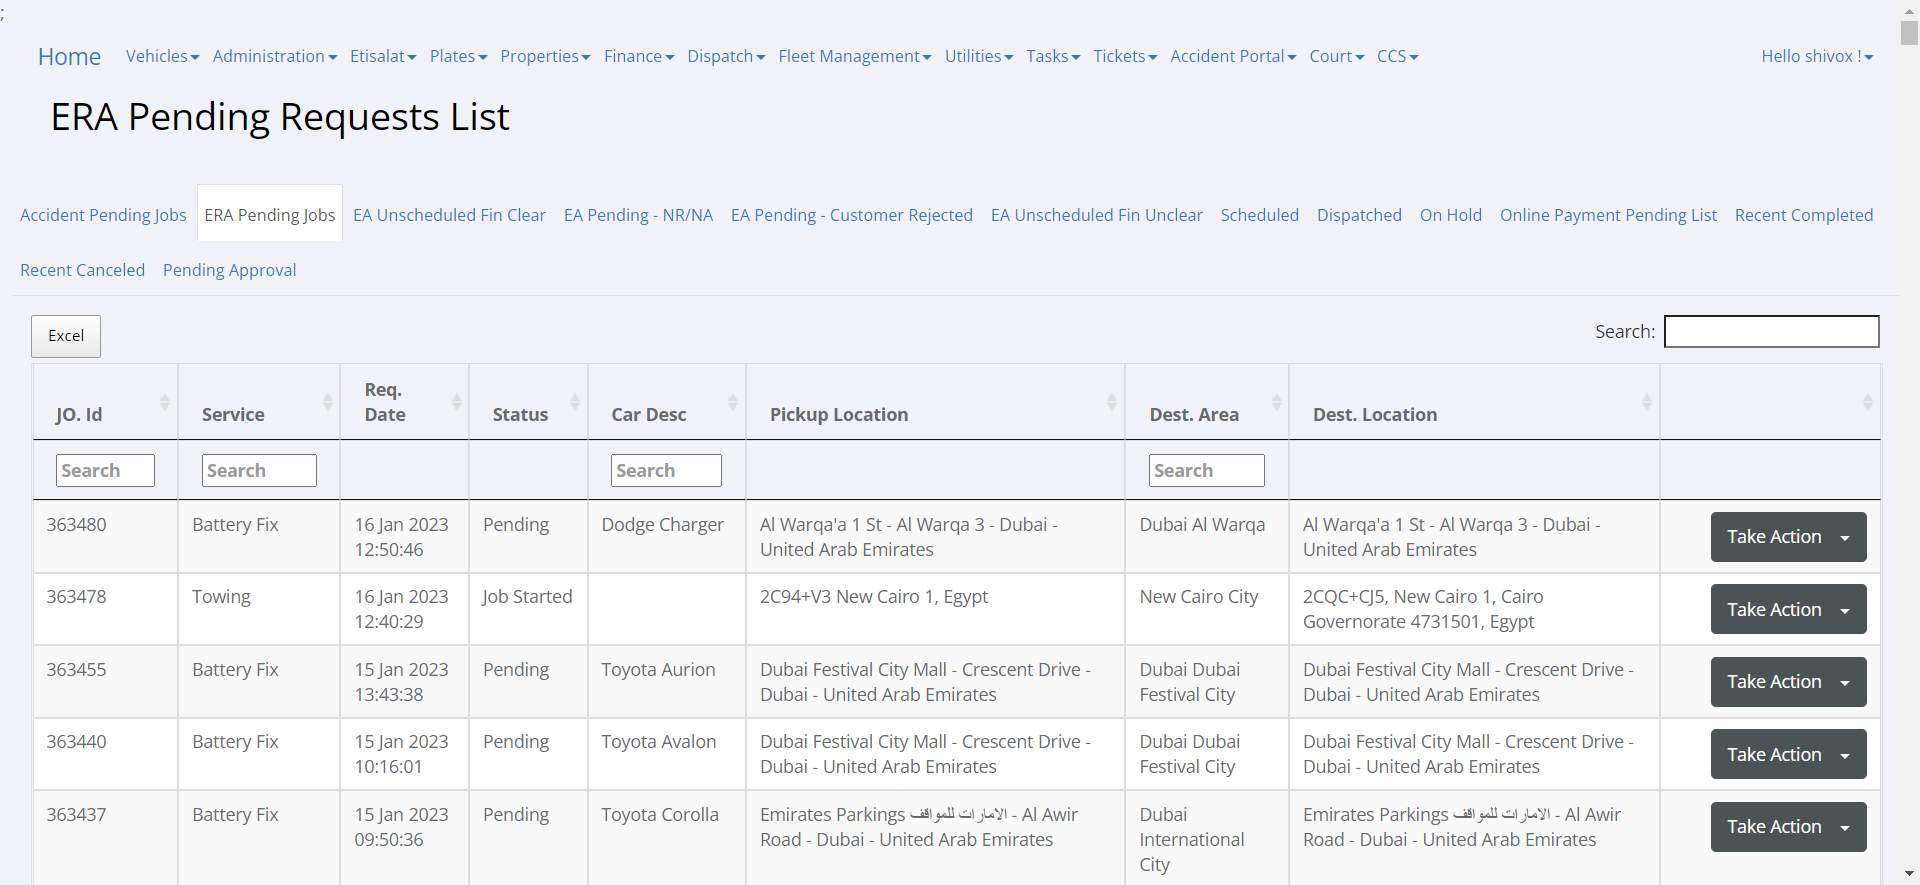 ;
Home Vehicles Administration Etisalat Plates Properties Finance Dispatch Fleet Management Utilities Tasks Tickets Accident Portal Court CCS Hello shivox !
ERA Pending Requests List
Accident Pending Jobs ERA Pending Jobs EA Unscheduled Fin Clear EA Pending - NR/NA EA Pending - Customer Rejected EA Unscheduled Fin Unclear Scheduled Dispatched On Hold Online Payment Pending List Recent Completed
Recent Canceled Pending Approval
Excel Search:
Req.
JO. Id Service Date Status Car Desc Pickup Location Dest. Area Dest. Location
Search Search Search Search
363480 Battery Fix 16 Jan 2023 Pending Dodge Charger Al Warqa'a 1 St - Al Warqa 3 - Dubai - Dubai Al Warqa Al Warqa'a 1 St - Al Warqa 3 - Dubai - Take Action
12:50:46 United Arab Emirates United Arab Emirates
363478 Towing 16 Jan 2023 Job Started 2C94+V3 New Cairo 1, Egypt New Cairo City 2CQC+CJ5, New Cairo 1, Cairo Take Action
12:40:29 Governorate 4731501, Egypt
363455 Battery Fix 15 Jan 2023 Pending Toyota Aurion Dubai Festival City Mall - Crescent Drive - Dubai Dubai Dubai Festival City Mall - Crescent Drive - Take Action
13:43:38 Dubai - United Arab Emirates Festival City Dubai - United Arab Emirates
363440 Battery Fix 15 Jan 2023 Pending Toyota Avalon Dubai Festival City Mall - Crescent Drive - Dubai Dubai Dubai Festival City Mall - Crescent Drive - Take Action
10:16:01 Dubai - United Arab Emirates Festival City Dubai - United Arab Emirates
363437 Battery Fix 15 Jan 2023 Pending Toyota Corolla Emirates Parkings الامارات للمواقف - Al Awir Dubai Emirates Parkings الامارات للمواقف - Al Awir Take Action
09:50:36 Road - Dubai - United Arab Emirates International Road - Dubai - United Arab Emirates
City